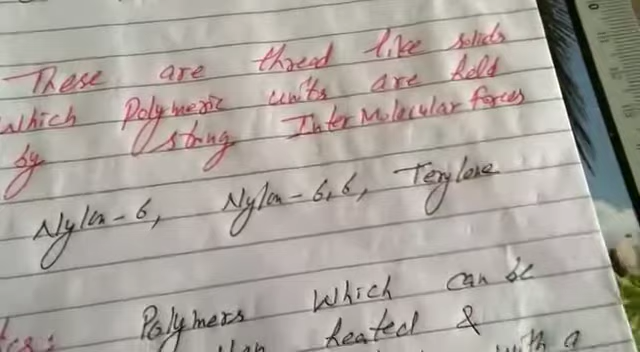 These are thread like solids
which Polymeric units are held
by strong Inter Molecular forces
Nylon-6, Nylon-6,6, Terylene
Polymers Which can be
heated &
with a